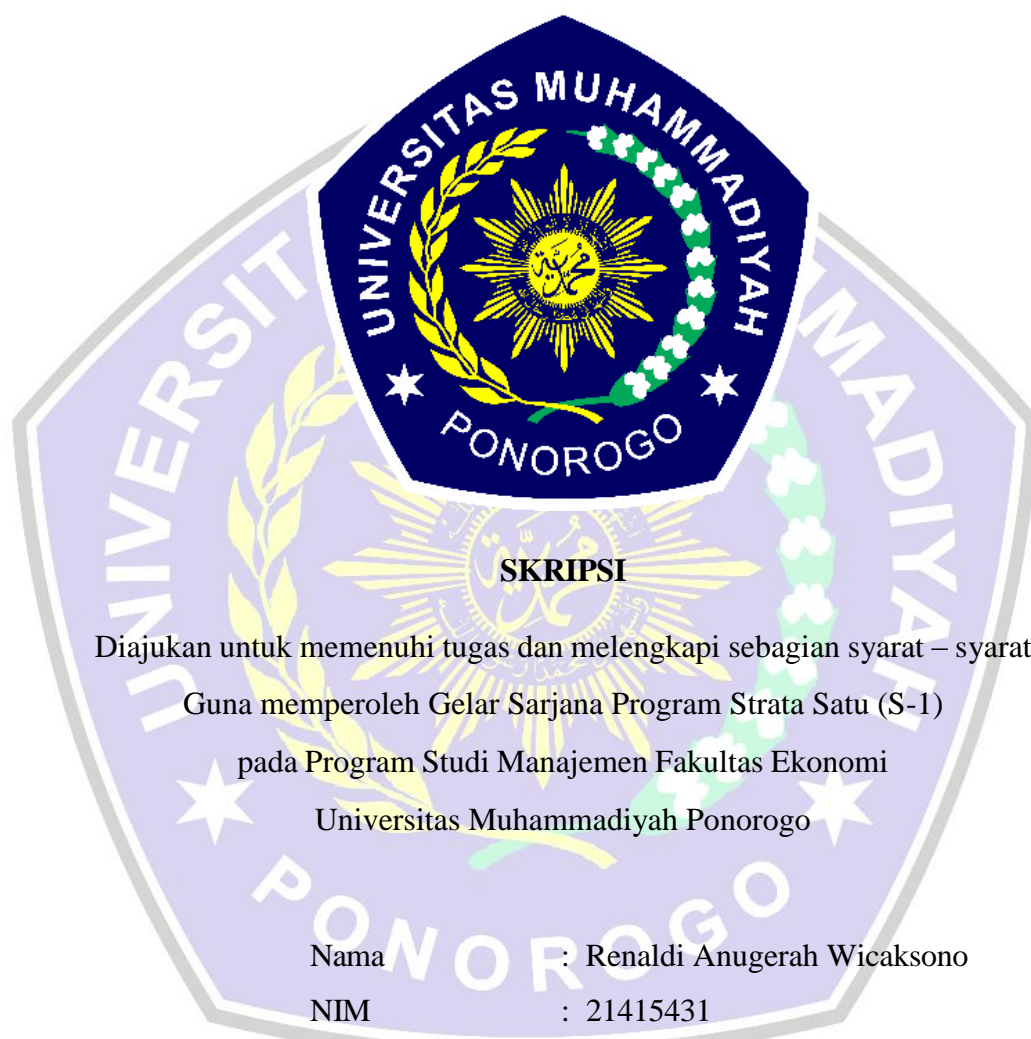 UNIVERSITAS MUHAMMADIYAH
PONOROGO
SKRIPSI
Diajukan untuk memenuhi tugas dan melengkapi sebagian syarat – syarat
Guna memperoleh Gelar Sarjana Program Strata Satu (S-1)
pada Program Studi Manajemen Fakultas Ekonomi
Universitas Muhammadiyah Ponorogo
Nama : Renaldi Anugerah Wicaksono
NIM : 21415431